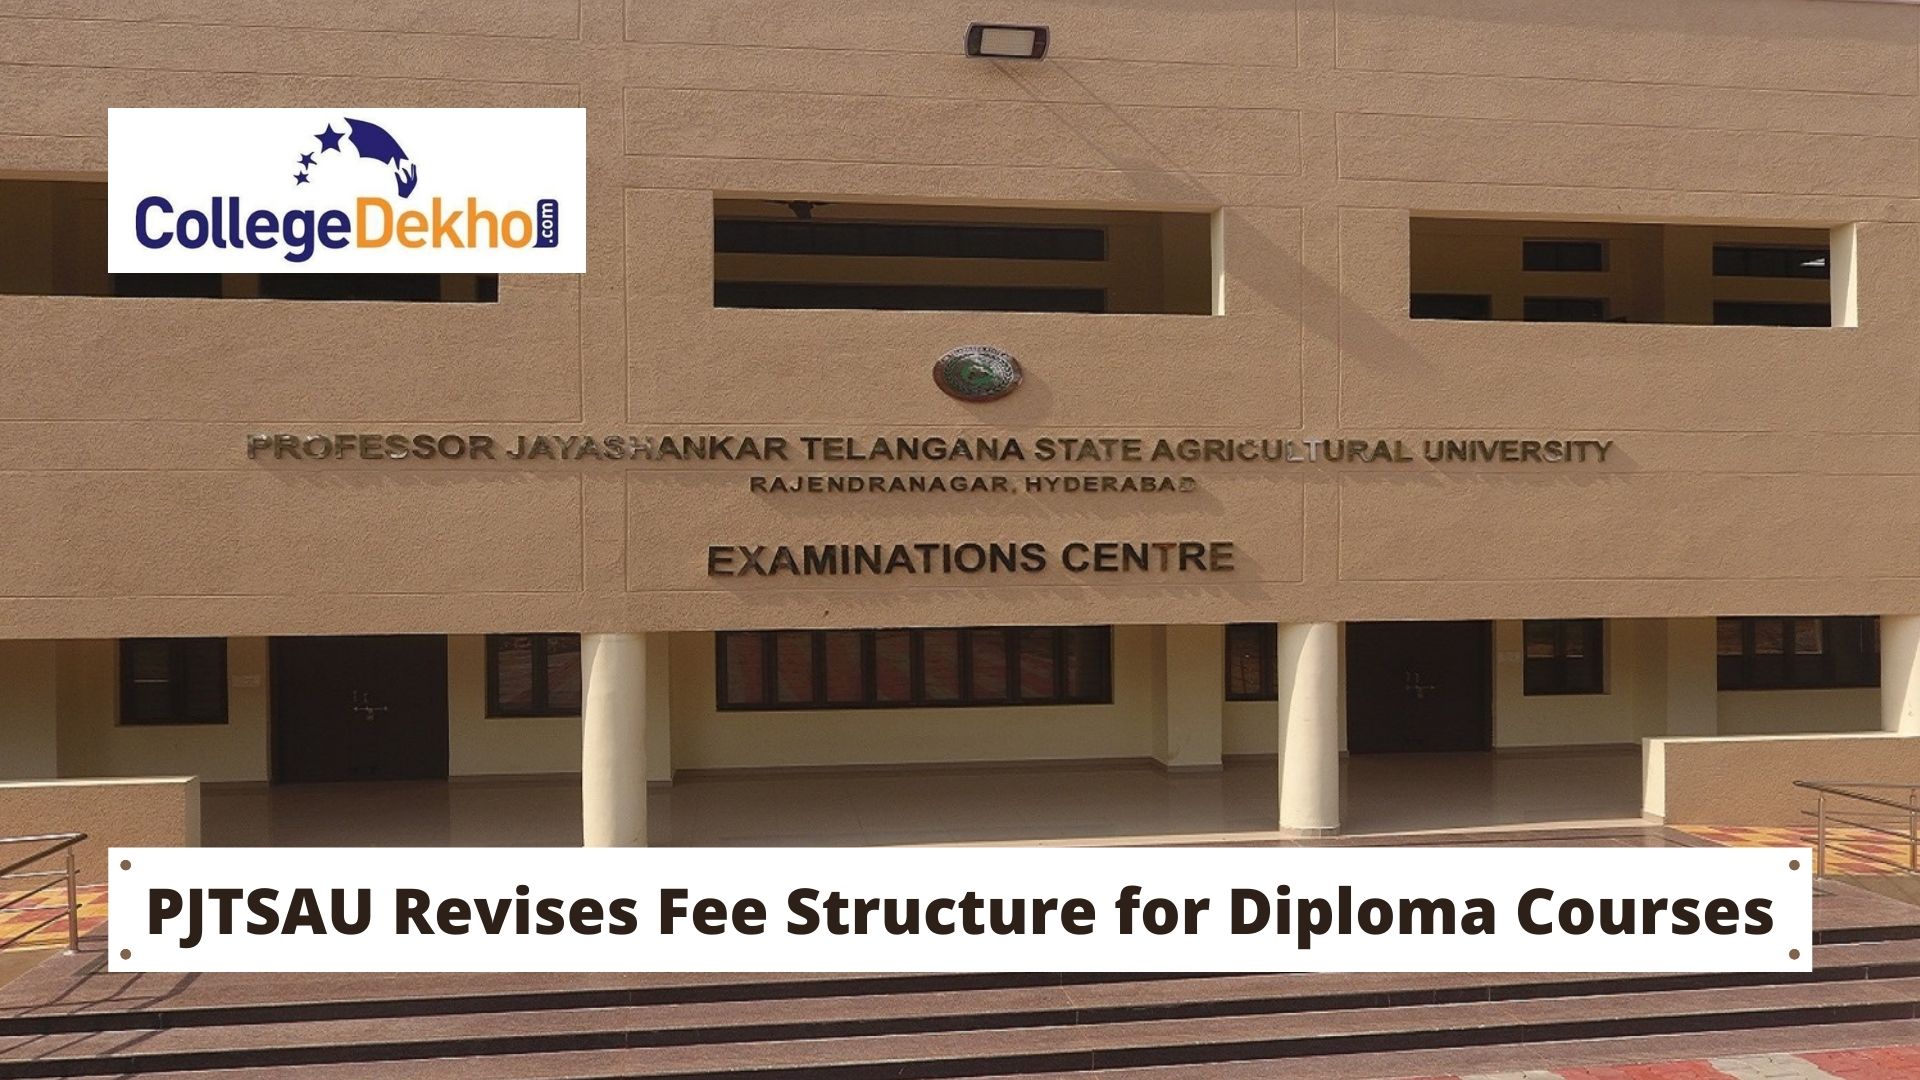 CollegeDekho.com
PROFESSOR JAYASHANKAR TELANGANA STATE AGRICULTURAL UNIVERSITY
RAJENDRANAGAR, HYDERABAD
EXAMINATIONS CENTRE
PJTSAU Revises Fee Structure for Diploma Courses